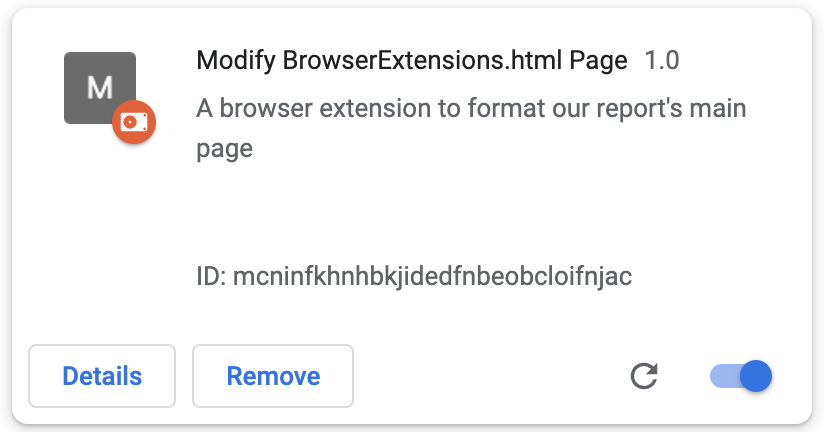 M
Modify BrowserExtensions.html Page 1.0
A browser extension to format our report's main
page
ID: mcninfkhnhbkjidedfnbeobcloifnjac
Details
Remove